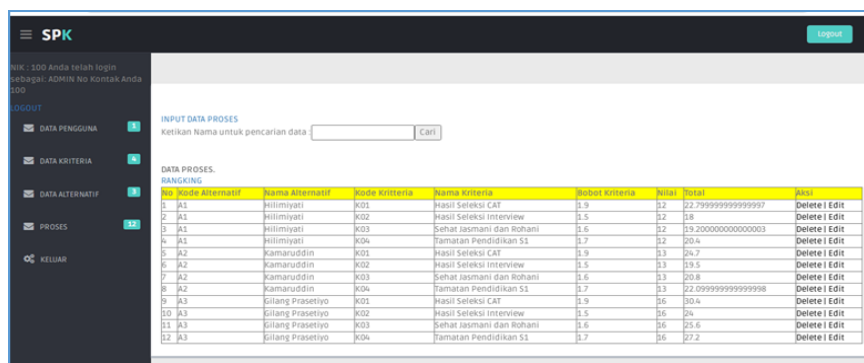 SPK
Logout
NIK : 100 Anda telah login
sebagai: ADMIN No Kontak Anda
100
LOGOUT
DATA PENGGUNA 1
DATA KRITERIA 4
DATA ALTERNATIF 3
PROSES 12
KELUAR
INPUT DATA PROSES
Ketikan Nama untuk pencarian data : Cari
DATA PROSES.
RANGKING
No Kode Alternatif Nama Alternatif Kode Kritteria Nama Kriteria Bobot Kriteria Nilai Total Aksi
1 A1 Hilimiyati K01 Hasil Seleksi CAT 1.9 12 22.799999999999997 Delete | Edit
2 A1 Hilimiyati K02 Hasil Seleksi Interview 1.5 12 18 Delete | Edit
3 A1 Hilimiyati K03 Sehat Jasmani dan Rohani 1.6 12 19.200000000000003 Delete | Edit
4 A1 Hilimiyati K04 Tamatan Pendidikan S1 1.7 12 20.4 Delete | Edit
5 A2 Kamaruddin K01 Hasil Seleksi CAT 1.9 13 24.7 Delete | Edit
6 A2 Kamaruddin K02 Hasil Seleksi Interview 1.5 13 19.5 Delete | Edit
7 A2 Kamaruddin K03 Sehat Jasmani dan Rohani 1.6 13 20.8 Delete | Edit
8 A2 Kamaruddin K04 Tamatan Pendidikan S1 1.7 13 22.099999999999998 Delete | Edit
9 A3 Gilang Prasetiyo K01 Hasil Seleksi CAT 1.9 16 30.4 Delete | Edit
10 A3 Gilang Prasetiyo K02 Hasil Seleksi Interview 1.5 16 24 Delete | Edit
11 A3 Gilang Prasetiyo K03 Sehat Jasmani dan Rohani 1.6 16 25.6 Delete | Edit
12 A3 Gilang Prasetiyo K04 Tamatan Pendidikan S1 1.7 16 27.2 Delete | Edit